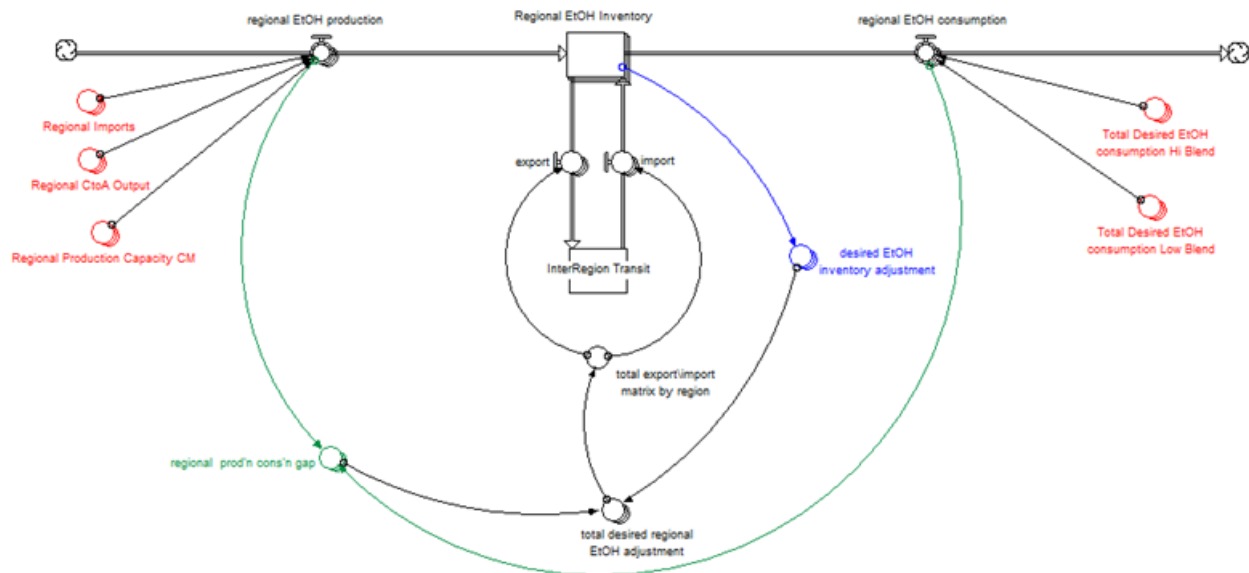 regional EtOH production
Regional EtOH Inventory
regional EtOH consumption
Regional Imports
Regional CtoA Output
Regional Production Capacity CM
export
import
Total Desired EtOH
consumption Hi Blend
Total Desired EtOH
consumption Low Blend
InterRegion Transit
desired EtOH
inventory adjustment
total export\import
matrix by region
regional prod'n cons'n gap
total desired regional
EtOH adjustment